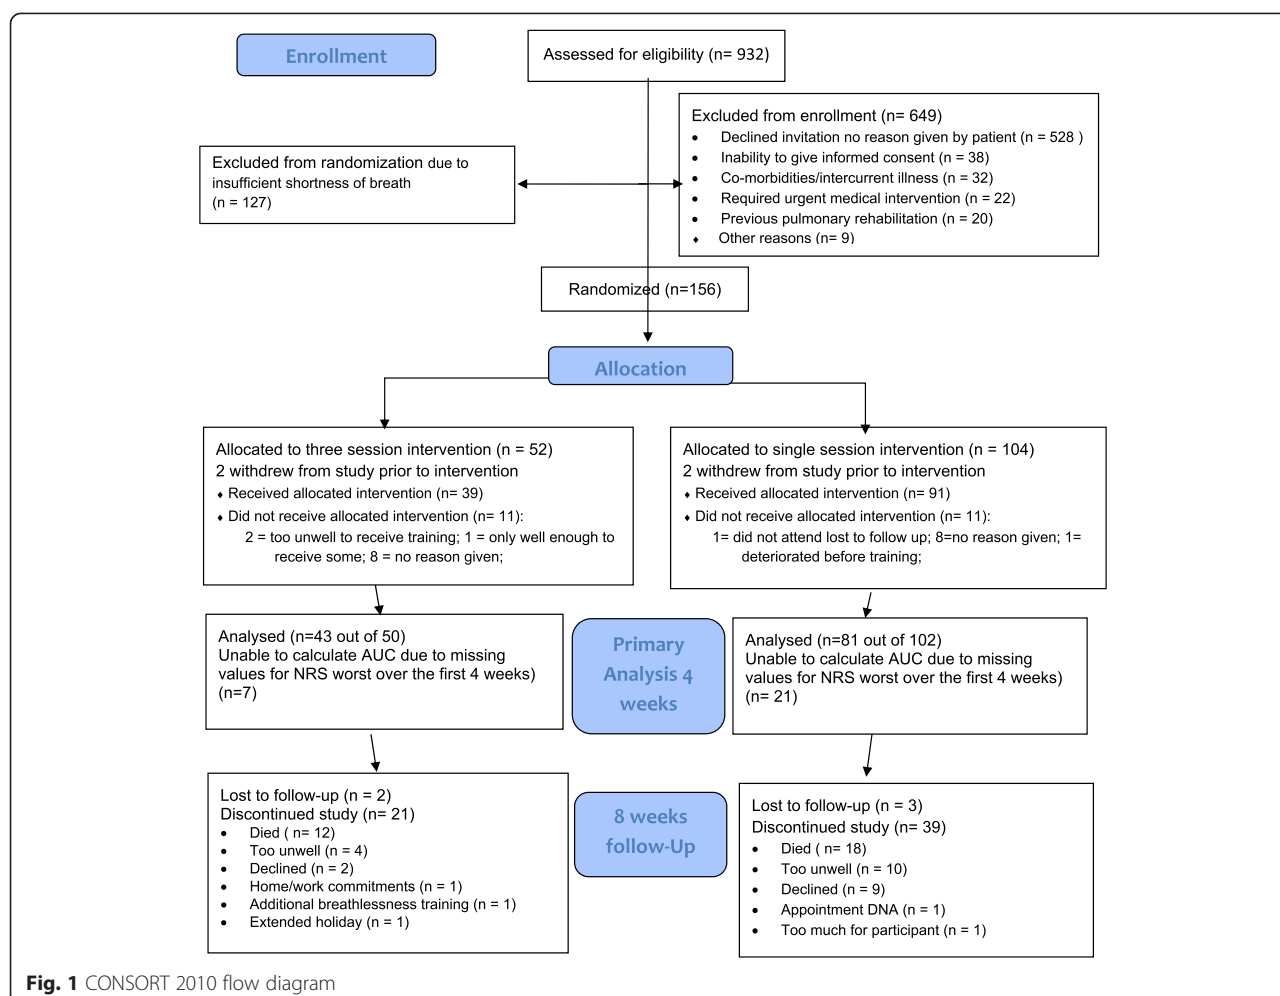 Enrollment
Assessed for eligibility (n= 932)
Excluded from enrollment (n= 649)
• Declined invitation no reason given by patient (n = 528 )
• Inability to give informed consent (n = 38)
• Co-morbidities/intercurrent illness (n = 32)
• Required urgent medical intervention (n = 22)
• Previous pulmonary rehabilitation (n = 20)
♦ Other reasons (n= 9)
Excluded from randomization due to
insufficient shortness of breath
(n = 127)
Randomized (n=156)
Allocation
Allocated to three session intervention (n = 52)
2 withdrew from study prior to intervention
♦ Received allocated intervention (n= 39)
♦ Did not receive allocated intervention (n= 11):
2 = too unwell to receive training; 1 = only well enough to
receive some; 8 = no reason given;
Allocated to single session intervention (n = 104)
2 withdrew from study prior to intervention
♦ Received allocated intervention (n= 91)
♦ Did not receive allocated intervention (n= 11):
1= did not attend lost to follow up; 8=no reason given; 1=
deteriorated before training;
Analysed (n=43 out of 50)
Unable to calculate AUC due to missing
values for NRS worst over the first 4 weeks)
(n=7)
Primary
Analysis 4
weeks
Analysed (n=81 out of 102)
Unable to calculate AUC due to missing
values for NRS worst over the first 4 weeks)
(n= 21)
Lost to follow-up (n = 2)
Discontinued study (n= 21)
• Died ( n= 12)
• Too unwell (n = 4)
• Declined (n = 2)
• Home/work commitments (n = 1)
• Additional breathlessness training (n = 1)
• Extended holiday (n = 1)
8 weeks
follow-Up
Lost to follow-up (n = 3)
Discontinued study (n= 39)
• Died ( n= 18)
• Too unwell (n = 10)
• Declined (n = 9)
• Appointment DNA (n = 1)
• Too much for participant (n = 1)
Fig. 1 CONSORT 2010 flow diagram